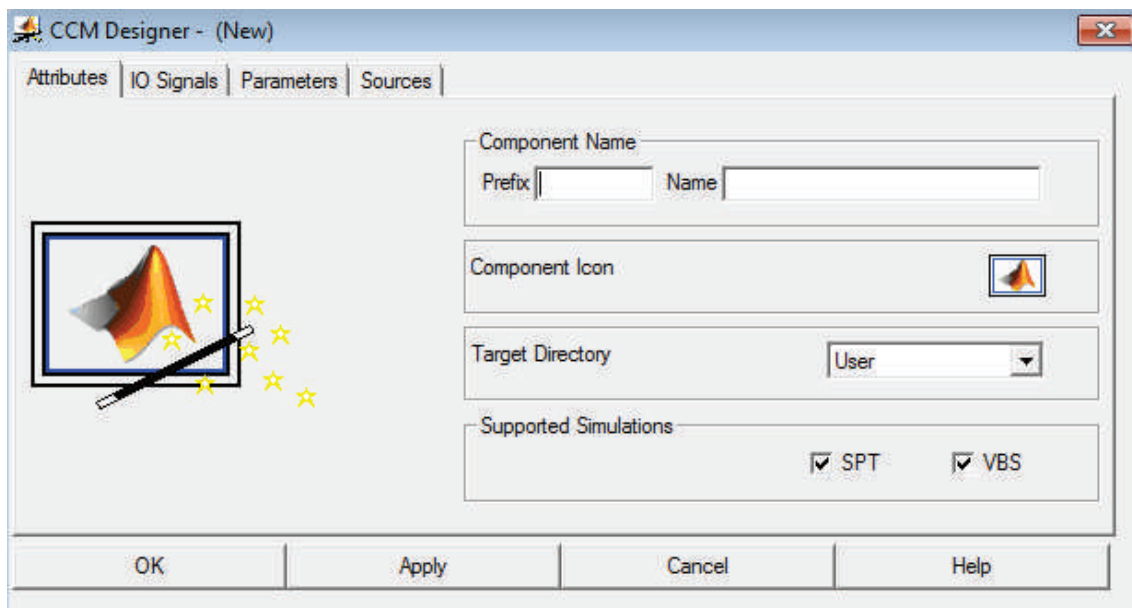 CCM Designer - (New)
Attributes IO Signals Parameters Sources
Component Name
Prefix Name
Component Icon
Target Directory User
Supported Simulations
SPT VBS
OK Apply Cancel Help